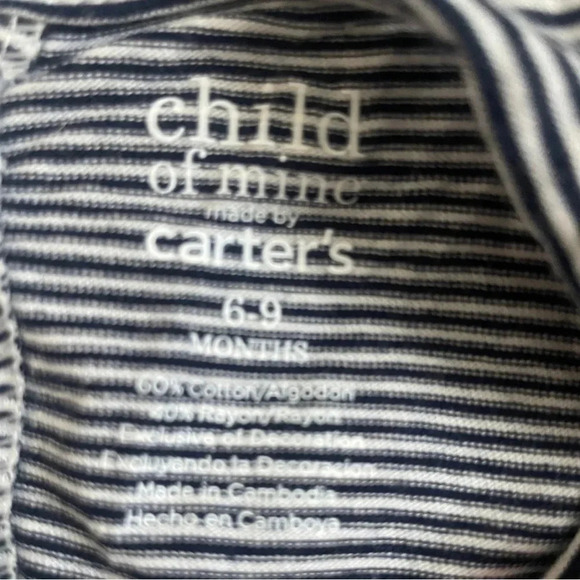 child
of mine
made by
carter's
6-9
MONTHS
60% Cotton/Algodon
40% Rayon/Rayon
Exclusive of Decoration
Excluyendo la Decoracion
Made in Cambodia
Hecho en Camboya